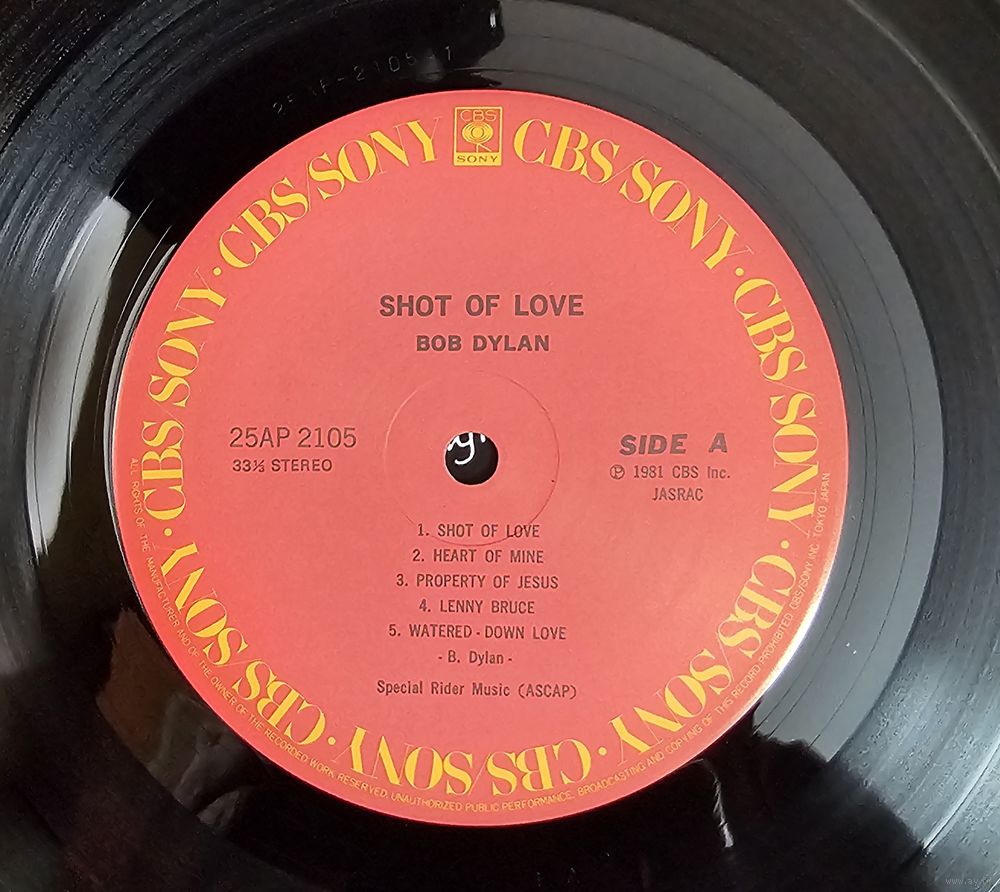 25AP-2105
CBS
SONY
CBS/SONY · CBS/SONY · CBS/SONY · CBS/SONY · CBS/SONY · CBS/SONY · CBS/SONY · CBS/SONY
SHOT OF LOVE
BOB DYLAN
25AP 2105
33⅓ STEREO
SIDE A
Ⓟ 1981 CBS Inc.
JASRAC
1. SHOT OF LOVE
2. HEART OF MINE
3. PROPERTY OF JESUS
4. LENNY BRUCE
5. WATERED-DOWN LOVE
- B. Dylan -
Special Rider Music (ASCAP)
ALL RIGHTS OF THE MANUFACTURER AND OF THE OWNER OF THE RECORDED WORK RESERVED. UNAUTHORIZED PUBLIC PERFORMANCE, BROADCASTING AND COPYING OF THIS RECORD PROHIBITED CBS/SONY INC. TOKYO JAPAN